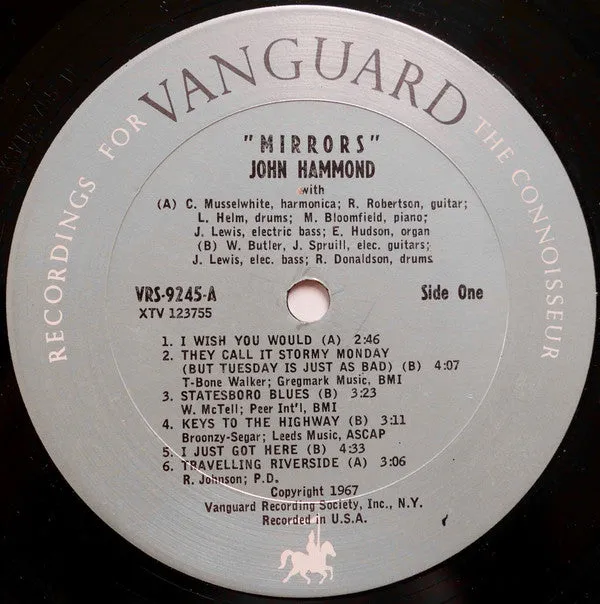 RECORDINGS FOR VANGUARD THE CONNOISSEUR
"MIRRORS"
JOHN HAMMOND
with
(A) C. Musselwhite, harmonica; R. Robertson, guitar;
L. Helm, drums; M. Bloomfield, piano;
J. Lewis, electric bass; E. Hudson, organ
(B) W. Butler, J. Spruill, elec. guitars;
J. Lewis, elec. bass; R. Donaldson, drums
VRS-9245-A Side One
XTV 123755
1. I WISH YOU WOULD (A) 2:46
2. THEY CALL IT STORMY MONDAY
(BUT TUESDAY IS JUST AS BAD) (B) 4:07
T-Bone Walker; Gregmark Music, BMI
3. STATESBORO BLUES (B) 3:23
W. McTell; Peer Int'l, BMI
4. KEYS TO THE HIGHWAY (B) 3:11
Broonzy-Segar; Leeds Music, ASCAP
5. I JUST GOT HERE (B) 4:33
6. TRAVELLING RIVERSIDE (A) 3:06
R. Johnson; P.D.
Copyright 1967
Vanguard Recording Society, Inc., N.Y.
Recorded in U.S.A.